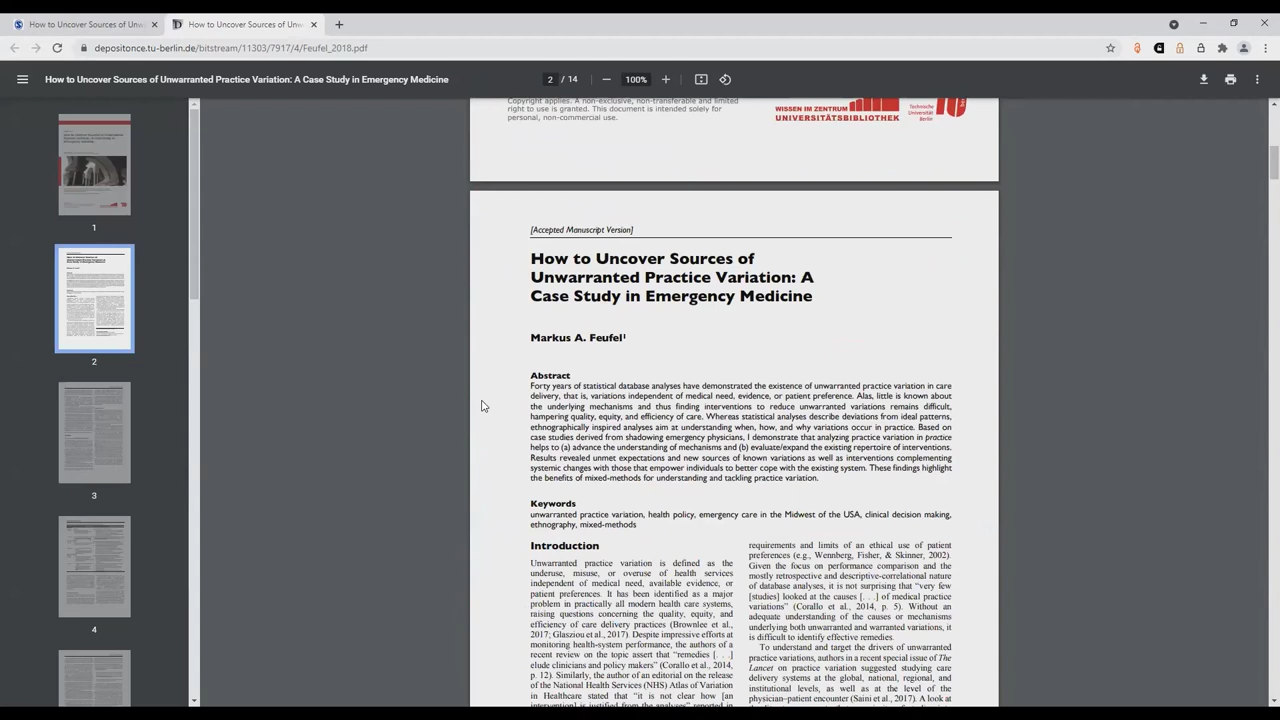 How to Uncover Sources of Unwa
How to Uncover Sources of Unw
depositonce.tu-berlin.de/bitstream/11303/7917/4/Feufel_2018.pdf
How to Uncover Sources of Unwarranted Practice Variation: A Case Study in Emergency Medicine
2 / 14
100%
1
2
3
4
Copyright applies. A non-exclusive, non-transferable and limited
right to use is granted. This document is intended solely for
personal, non-commercial use.
WISSEN IM ZENTRUM
UNIVERSITÄTSBIBLIOTHEK
Technische
Universität
Berlin
[Accepted Manuscript Version]
How to Uncover Sources of
Unwarranted Practice Variation: A
Case Study in Emergency Medicine
Markus A. Feufel¹
Abstract
Forty years of statistical database analyses have demonstrated the existence of unwarranted practice variation in care
delivery, that is, variations independent of medical need, evidence, or patient preference. Alas, little is known about
the underlying mechanisms and thus finding interventions to reduce unwarranted variations remains difficult,
hampering quality, equity, and efficiency of care. Whereas statistical analyses describe deviations from ideal patterns,
ethnographically inspired analyses aim at understanding when, how, and why variations occur in practice. Based on
case studies derived from shadowing emergency physicians, I demonstrate that analyzing practice variation in practice
helps to (a) advance the understanding of mechanisms and (b) evaluate/expand the existing repertoire of interventions.
Results revealed unmet expectations and new sources of known variations as well as interventions complementing
systemic changes with those that empower individuals to better cope with the existing system. These findings highlight
the benefits of mixed-methods for understanding and tackling practice variation.
Keywords
unwarranted practice variation, health policy, emergency care in the Midwest of the USA, clinical decision making,
ethnography, mixed-methods
Introduction
Unwarranted practice variation is defined as the
underuse, misuse, or overuse of health services
independent of medical need, available evidence, or
patient preferences. It has been identified as a major
problem in practically all modern health care systems,
raising questions concerning the quality, equity, and
efficiency of care delivery practices (Brownlee et al.,
2017; Glasziou et al., 2017). Despite impressive efforts at
monitoring health-system performance, the authors of a
recent review on the topic assert that “remedies [. . .]
elude clinicians and policy makers” (Corallo et al., 2014,
p. 12). Similarly, the author of an editorial on the release
of the National Health Services (NHS) Atlas of Variation
in Healthcare stated that “it is not clear how [an
intervention] is justified from the analyses” reported in
requirements and limits of an ethical use of patient
preferences (e.g., Wennberg, Fisher, & Skinner, 2002).
Given the focus on performance comparison and the
mostly retrospective and descriptive-correlational nature
of database analyses, it is not surprising that “very few
[studies] looked at the causes [. . .] of medical practice
variations” (Corallo et al., 2014, p. 5). Without an
adequate understanding of the causes or mechanisms
underlying both unwarranted and warranted variations, it
is difficult to identify effective remedies.
To understand and target the drivers of unwarranted
practice variations, authors in a recent special issue of The
Lancet on practice variation suggested studying care
delivery systems at the global, national, regional, and
institutional levels, as well as at the level of the
physician–patient encounter (Saini et al., 2017). A look at